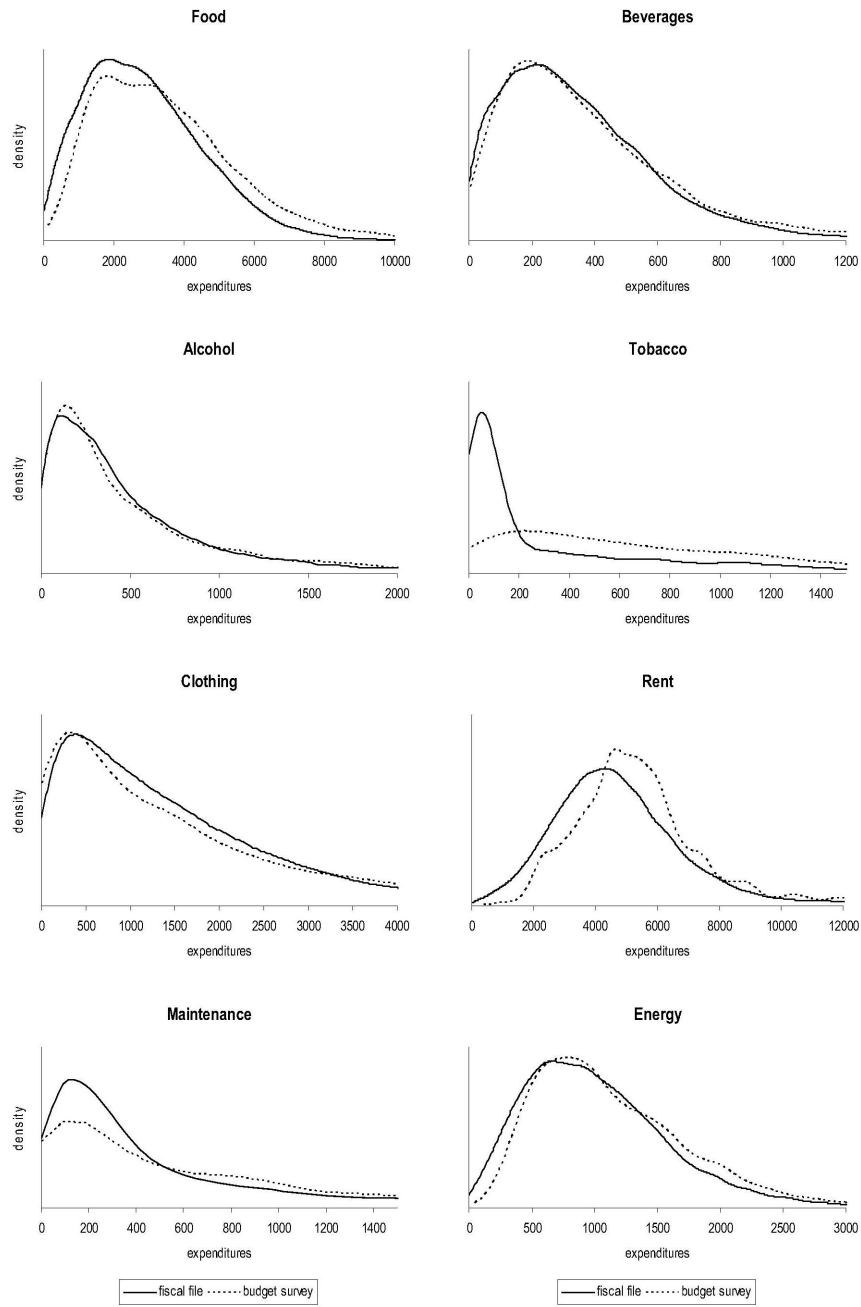 Food
density
0 2000 4000 6000 8000 10000
expenditures
Beverages
0 200 400 600 800 1000 1200
expenditures
Alcohol
density
0 500 1000 1500 2000
expenditures
Tobacco
0 200 400 600 800 1000 1200 1400
expenditures
Clothing
density
0 500 1000 1500 2000 2500 3000 3500 4000
expenditures
Rent
0 2000 4000 6000 8000 10000 12000
expenditures
Maintenance
density
0 200 400 600 800 1000 1200 1400
expenditures
Energy
0 500 1000 1500 2000 2500 3000
expenditures
fiscal file budget survey
fiscal file budget survey